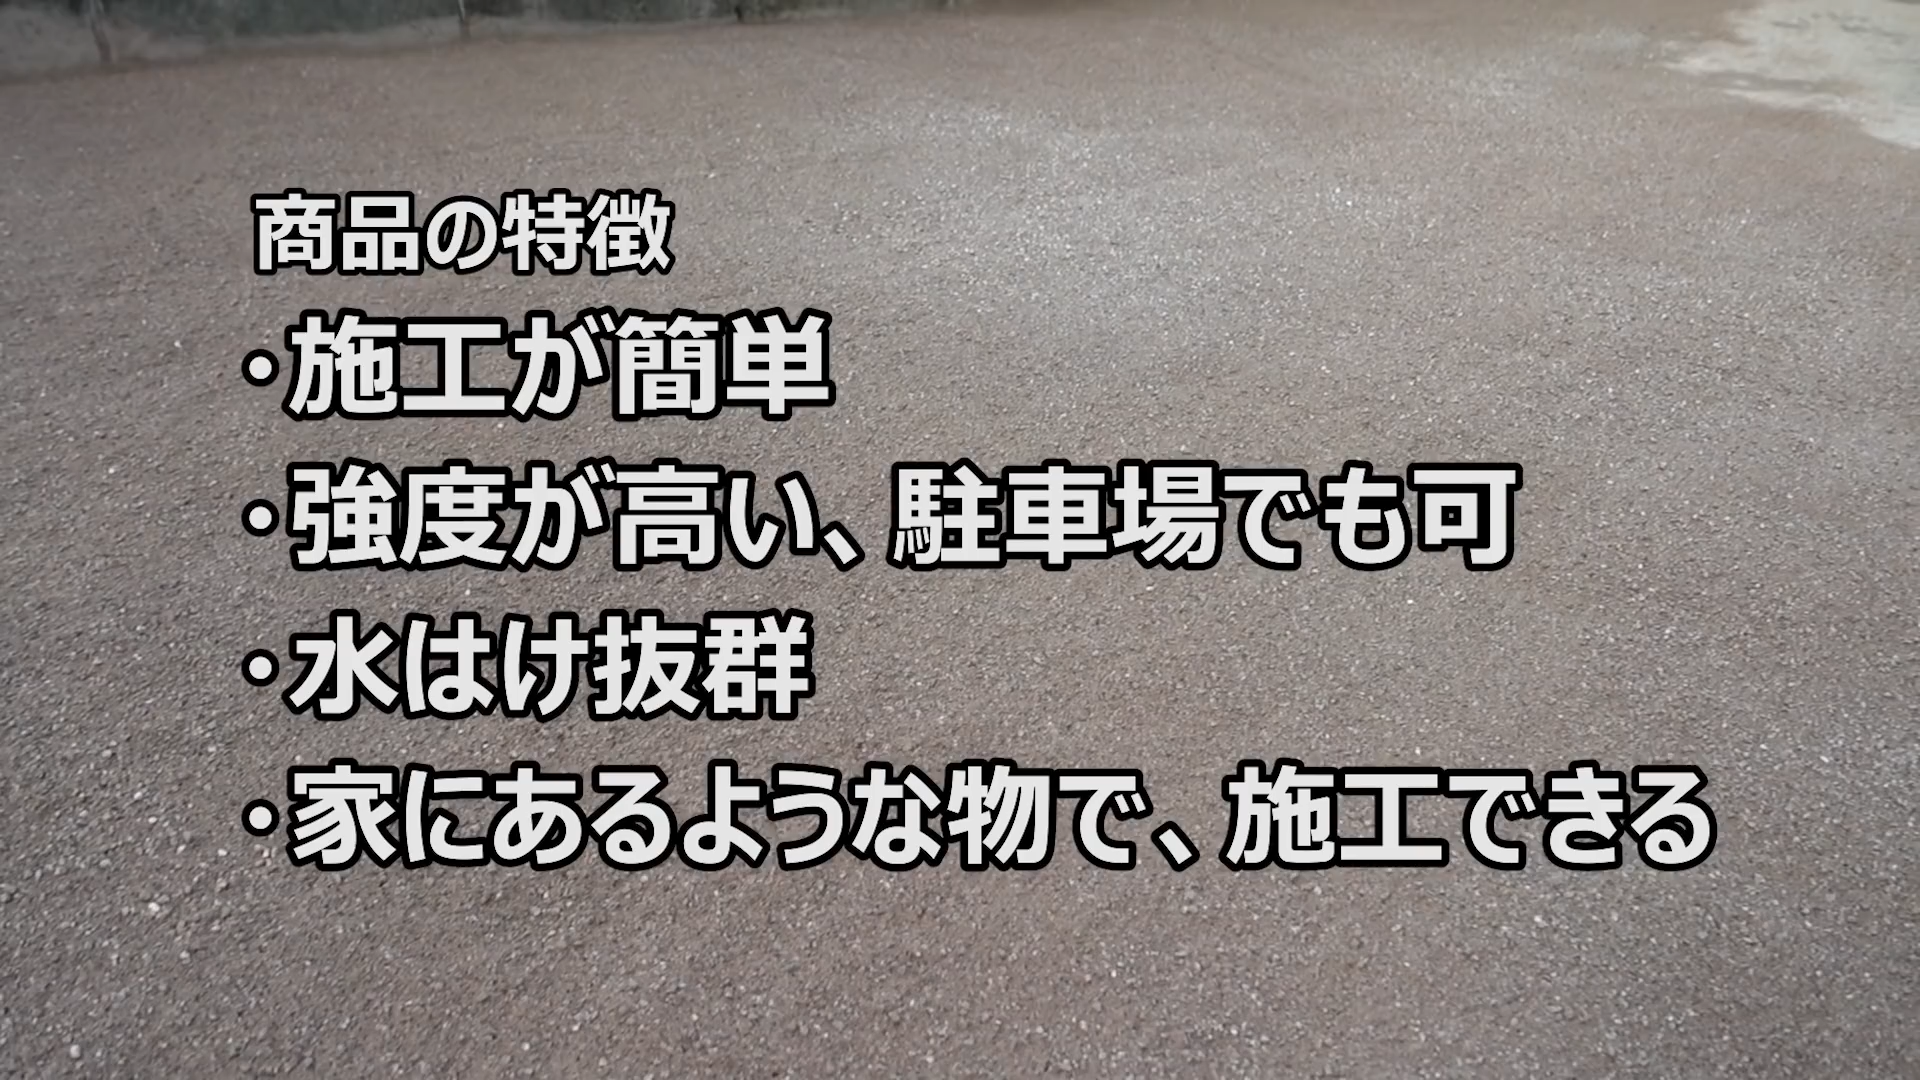 商品の特徴
・施工が簡単
・強度が高い、駐車場でも可
・水はけ抜群
・家にあるような物で、施工できる